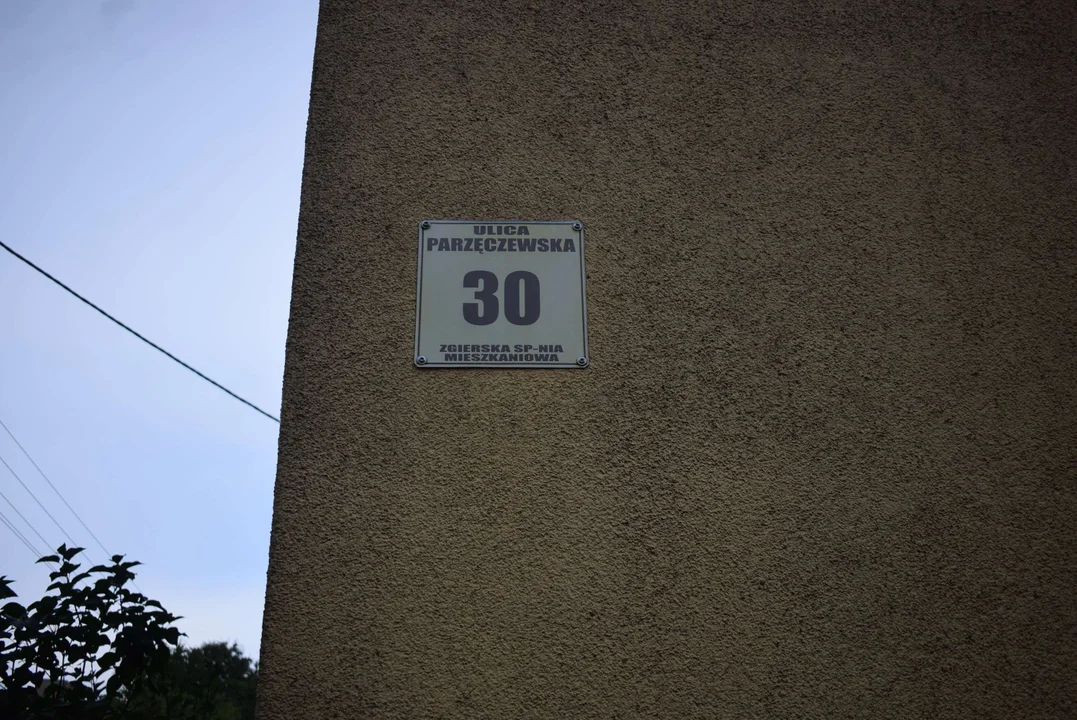 ULICA
PARZĘCZEWSKA
30
ZGIERSKA SP-NIA
MIESZKANIOWA